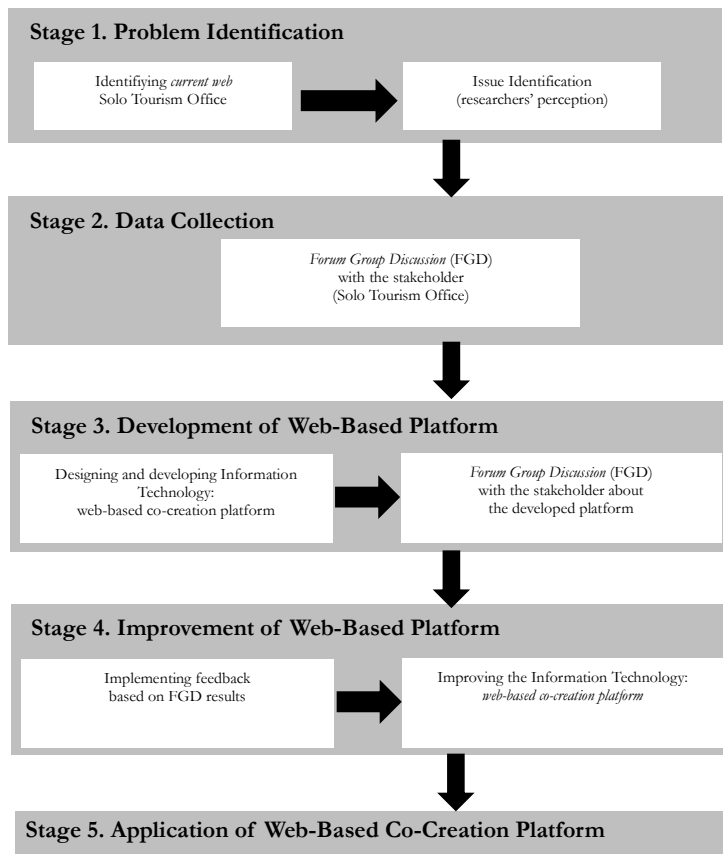 Stage 1. Problem Identification
Identifiying current web
Solo Tourism Office
Issue Identification
(researchers' perception)
Stage 2. Data Collection
Forum Group Discussion (FGD)
with the stakeholder
(Solo Tourism Office)
Stage 3. Development of Web-Based Platform
Designing and developing Information
Technology:
web-based co-creation platform
Forum Group Discussion (FGD)
with the stakeholder about
the developed platform
Stage 4. Improvement of Web-Based Platform
Implementing feedback
based on FGD results
Improving the Information Technology:
web-based co-creation platform
Stage 5. Application of Web-Based Co-Creation Platform